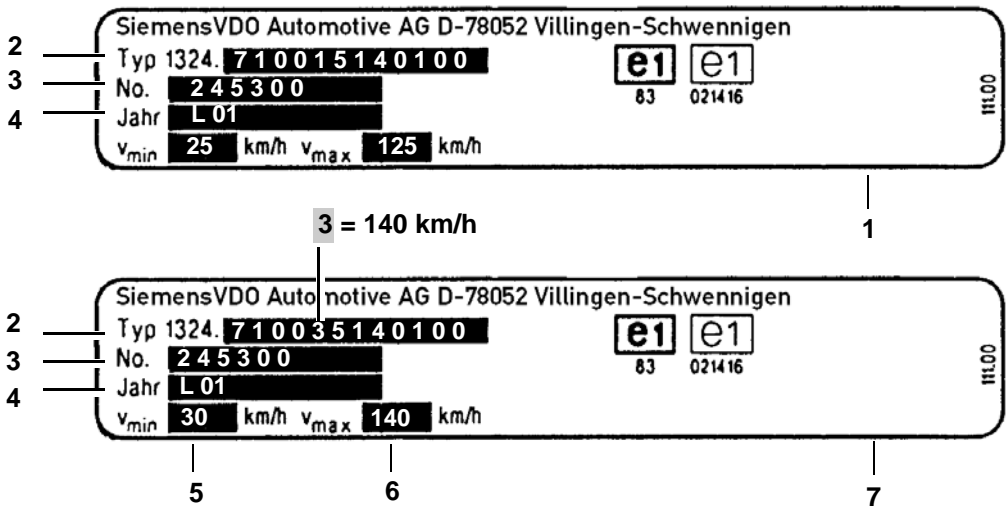 SiemensVDO Automotive AG D-78052 Villingen-Schwennigen
2 Typ 1324. 710015140100 e1 e1
3 No. 245300 83 021416
4 Jahr L 01 111.00
vmin 25 km/h vmax 125 km/h
1
3 = 140 km/h
SiemensVDO Automotive AG D-78052 Villingen-Schwennigen
2 Typ 1324. 710035140100 e1 e1
3 No. 245300 83 021416
4 Jahr L 01 111.00
vmin 30 km/h vmax 140 km/h
5 6 7